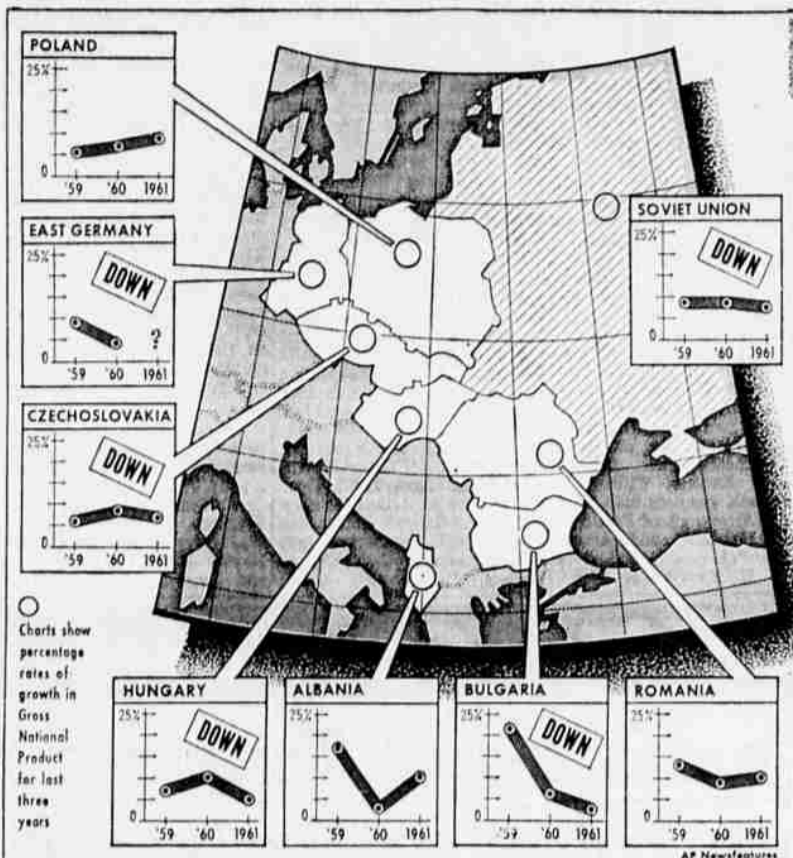 POLAND
25%
0
'59 '60 1961
EAST GERMANY
25%
DOWN
?
0
'59 '60 1961
CZECHOSLOVAKIA
25%
DOWN
0
'59 '60 1961
SOVIET UNION
25%
DOWN
0
'59 '60 1961
Charts show
percentage
rates of
growth in
Gross
National
Product
for last
three
years
HUNGARY
25%
DOWN
0
'59 '60 1961
ALBANIA
25%
0
'59 '60 1961
BULGARIA
25%
DOWN
0
'59 '60 1961
ROMANIA
25%
0
'59 '60 1961
AP Newsfeatures